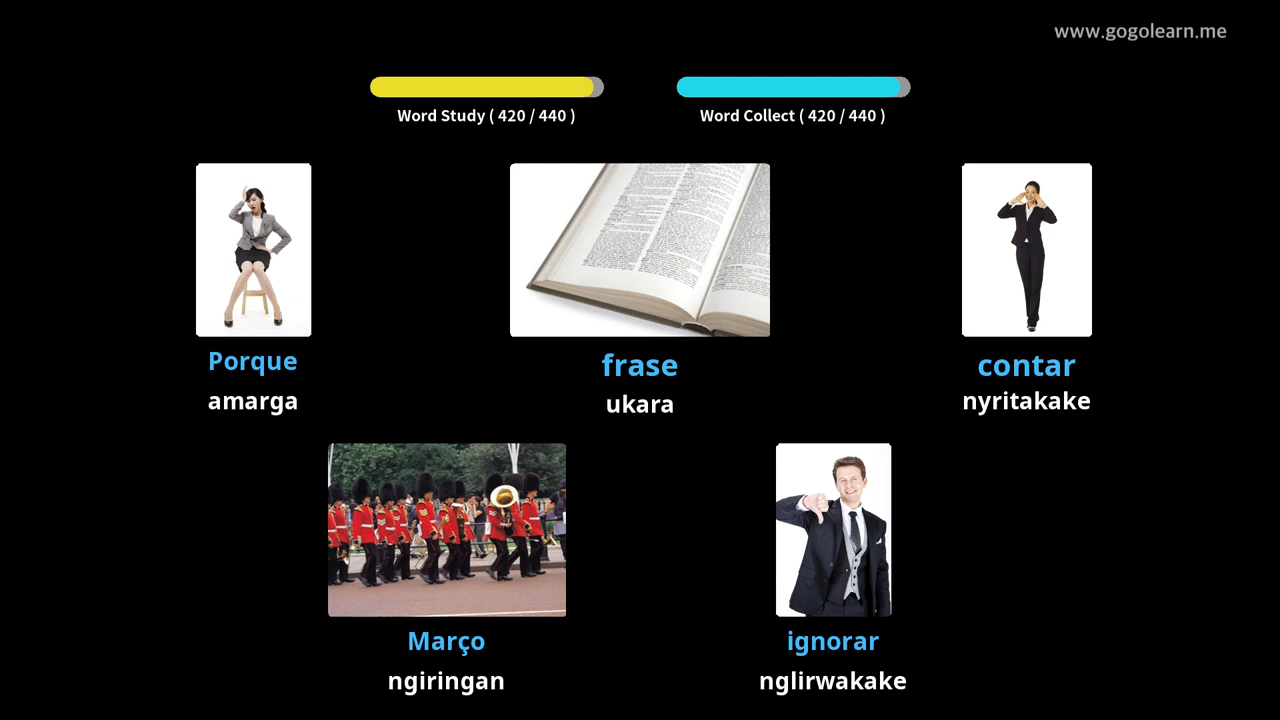 www.gogolearn.me
Word Study ( 420 / 440 )
Word Collect ( 420 / 440 )
Porque
amarga
frase
ukara
contar
nyritakake
Março
ngiringan
ignorar
nglirwakake